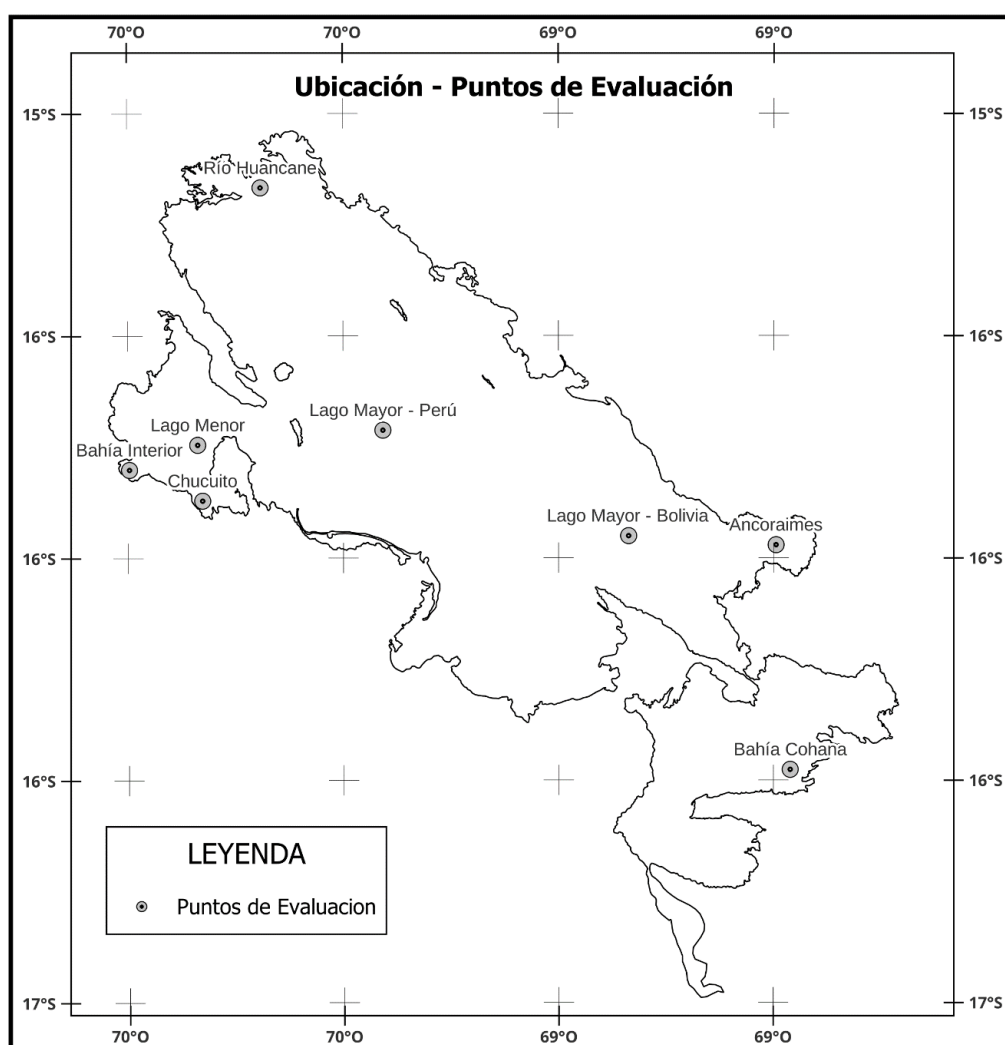 70°O 70°O 69°O 69°O
Ubicación - Puntos de Evaluación
15°S 15°S
Río Huancane
16°S 16°S
Lago Mayor - Perú
Lago Menor
Bahía Interior
Chucuito
Lago Mayor - Bolivia
Ancoraimes
16°S 16°S
Bahía Cohana
16°S 16°S
LEYENDA
Puntos de Evaluacion
17°S 17°S
70°O 70°O 69°O 69°O